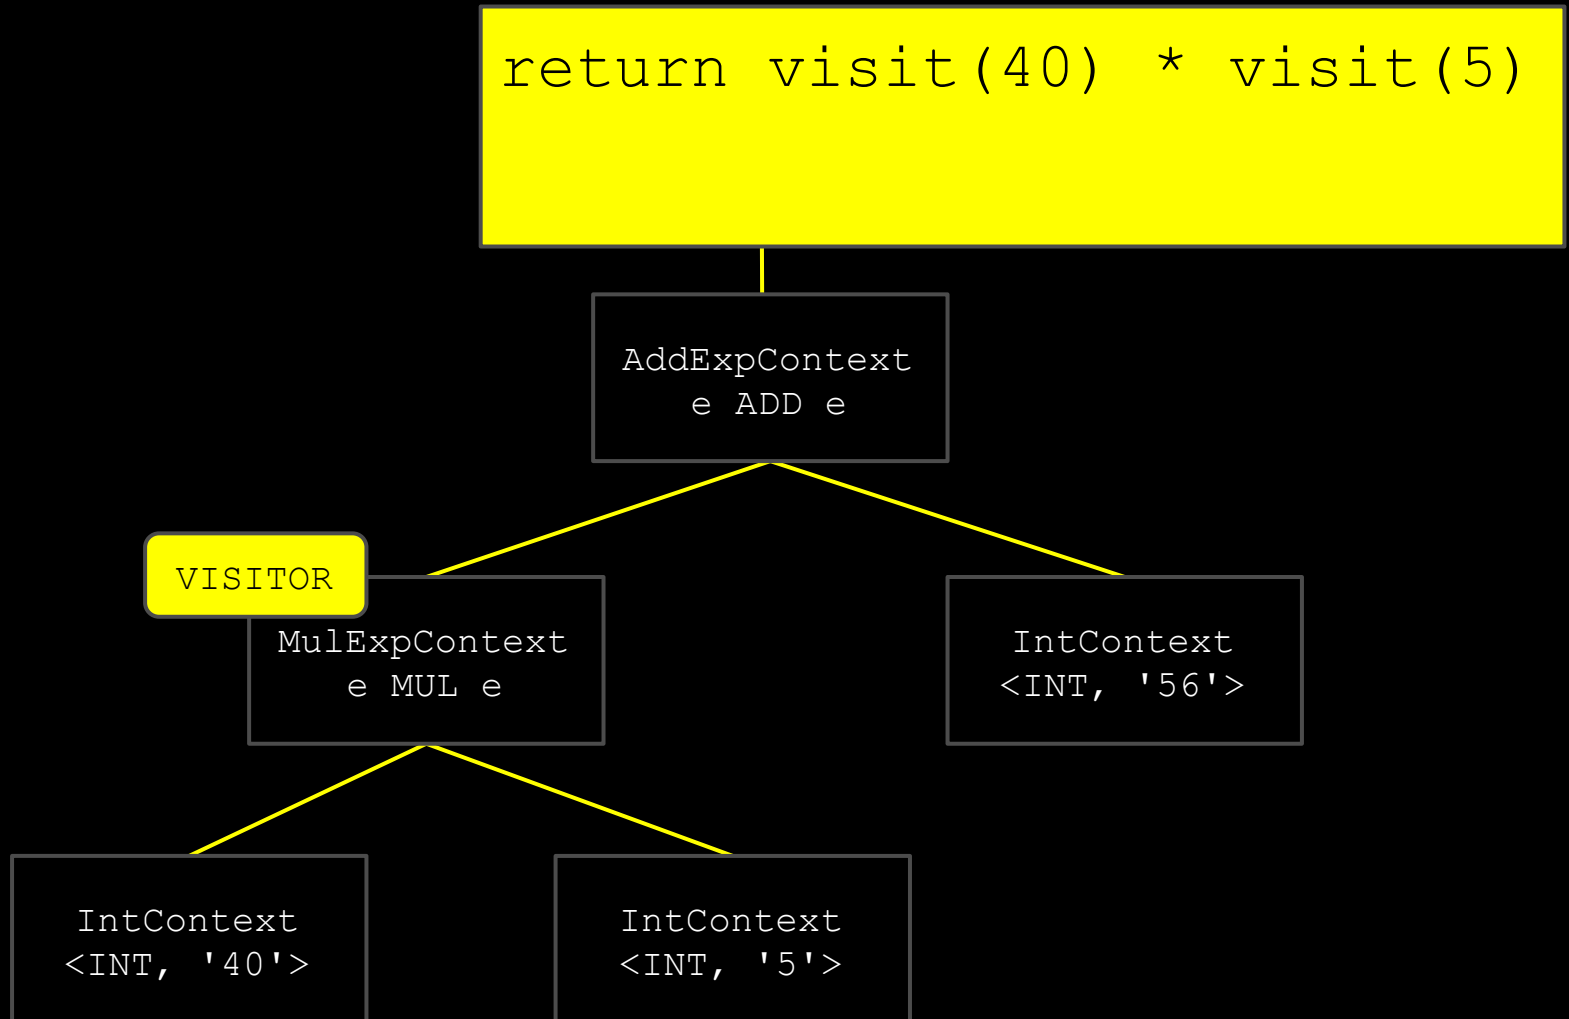 return visit(40) * visit(5)
AddExpContext
e ADD e
VISITOR
MulExpContext
e MUL e
IntContext
<INT, '56'>
IntContext
<INT, '40'>
IntContext
<INT, '5'>